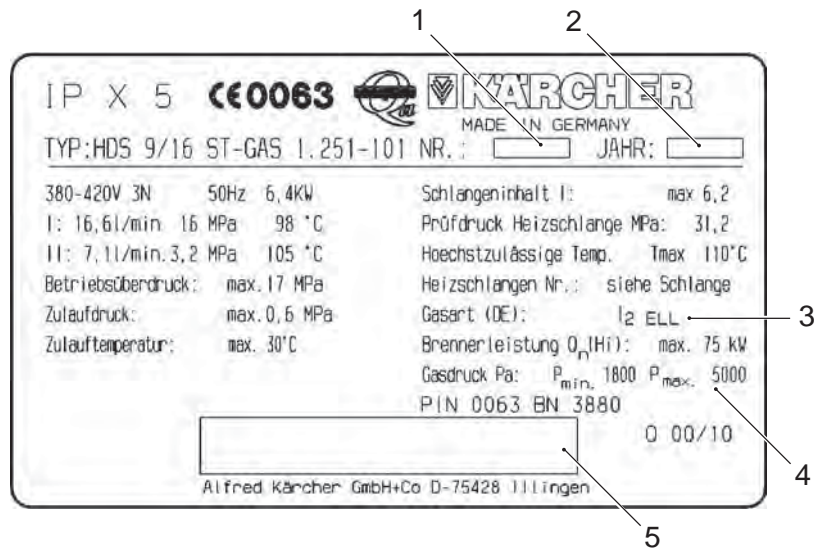 1 2
IP X 5 CE0063 KÄRCHER
MADE IN GERMANY
TYP:HDS 9/16 ST-GAS 1.251-101 NR.: JAHR:
380-420V 3N 50Hz 6,4KW
I: 16,6l/min 16 MPa 98 °C
II: 7,1l/min.3,2 MPa 105 °C
Betriebsüberdruck: max.17 MPa
Zulaufdruck: max.0,6 MPa
Zulauftemperatur: max. 30°C
Schlangeninhalt l: max 6,2
Prüfdruck Heizschlange MPa: 31,2
Hoechstzulässige Temp. Tmax 110°C
Heizschlangen Nr.: siehe Schlange
Gasart (DE): I2 ELL
3
Brennerleistung Qn(Hi): max. 75 kW
Gasdruck Pa: Pmin. 1800 Pmax. 5000
PIN 0063 BN 3880
Q 00/10
4
Alfred Kärcher GmbH+Co D-75428 Illingen
5